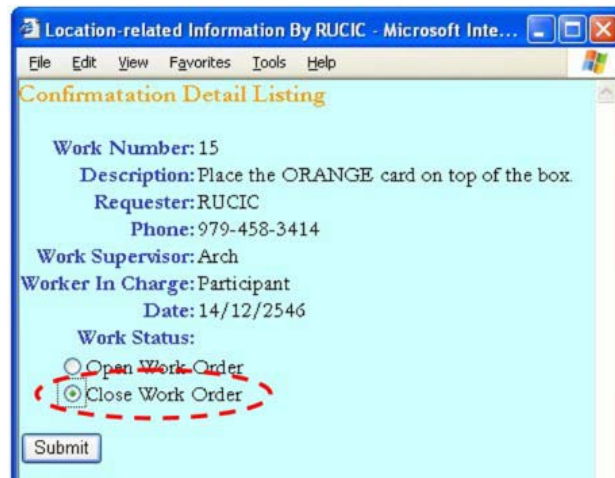 Location-related Information By RUCIC - Microsoft Inte...
File Edit View Favorites Tools Help
Confirmatation Detail Listing
Work Number: 15
Description: Place the ORANGE card on top of the box.
Requester: RUCIC
Phone: 979-458-3414
Work Supervisor: Arch
Worker In Charge: Participant
Date: 14/12/2546
Work Status:
Open Work Order
Close Work Order
Submit